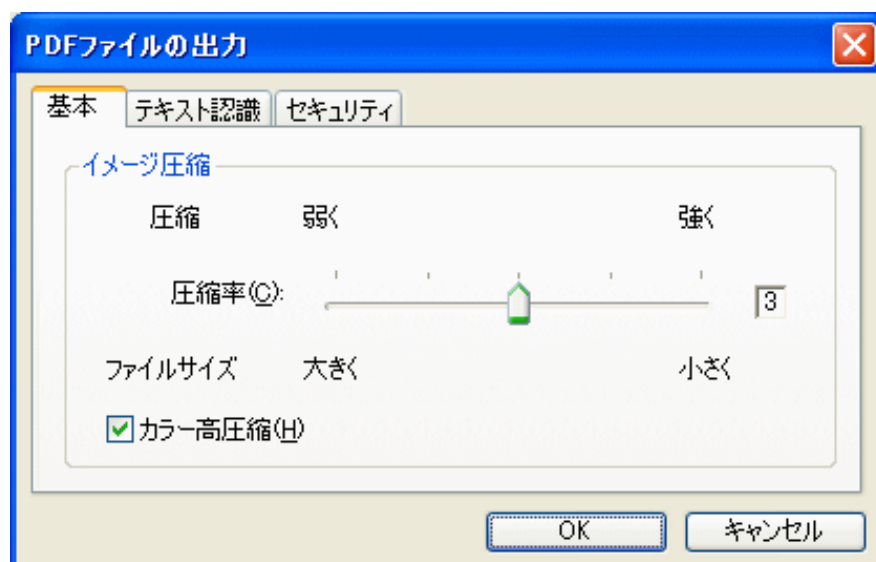 PDFファイルの出力
基本 テキスト認識 セキュリティ
イメージ圧縮
圧縮 弱く 強く
圧縮率(C): 3
ファイルサイズ 大きく 小さく
カラー高圧縮(H)
OK キャンセル